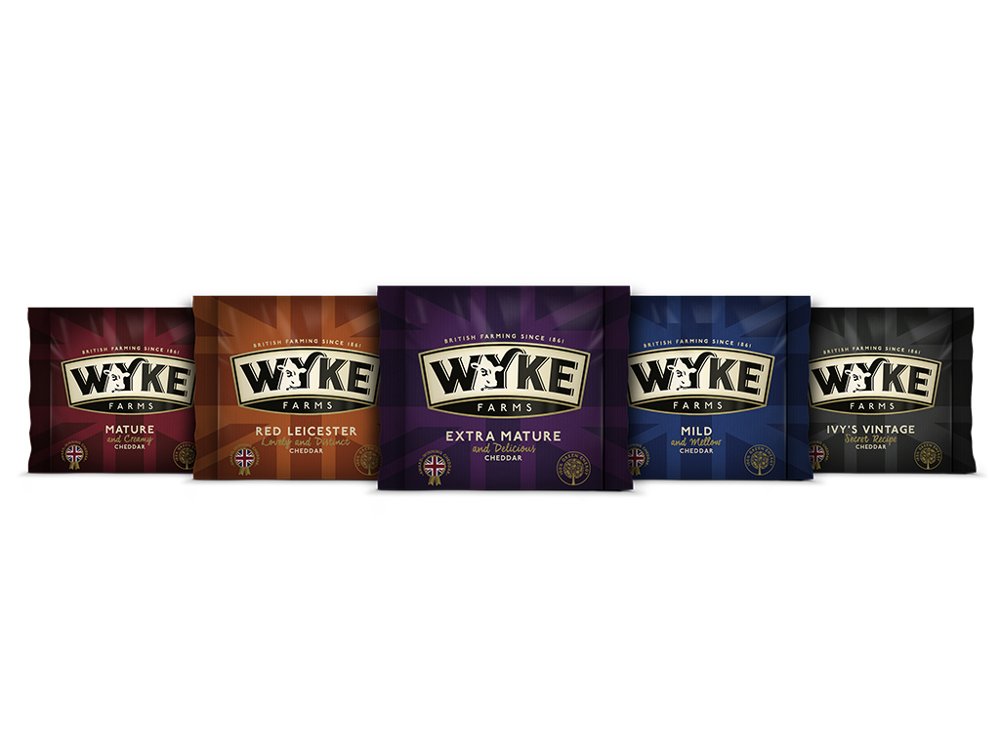 BRITISH FARMING SINCE 1861
WYKE
FARMS
MATURE
and Creamy
CHEDDAR
BRITISH FARMING SINCE 1861
WYKE
FARMS
RED LEICESTER
Lovely and Distinct
CHEDDAR
BRITISH FARMING SINCE 1861
WYKE
FARMS
EXTRA MATURE
and Delicious
CHEDDAR
100% GREEN
BRITISH FARMING SINCE 1861
WYKE
FARMS
MILD
and Mellow
CHEDDAR
BRITISH FARMING SINCE 1861
WYKE
FARMS
IVY'S VINTAGE
Secret Recipe
CHEDDAR